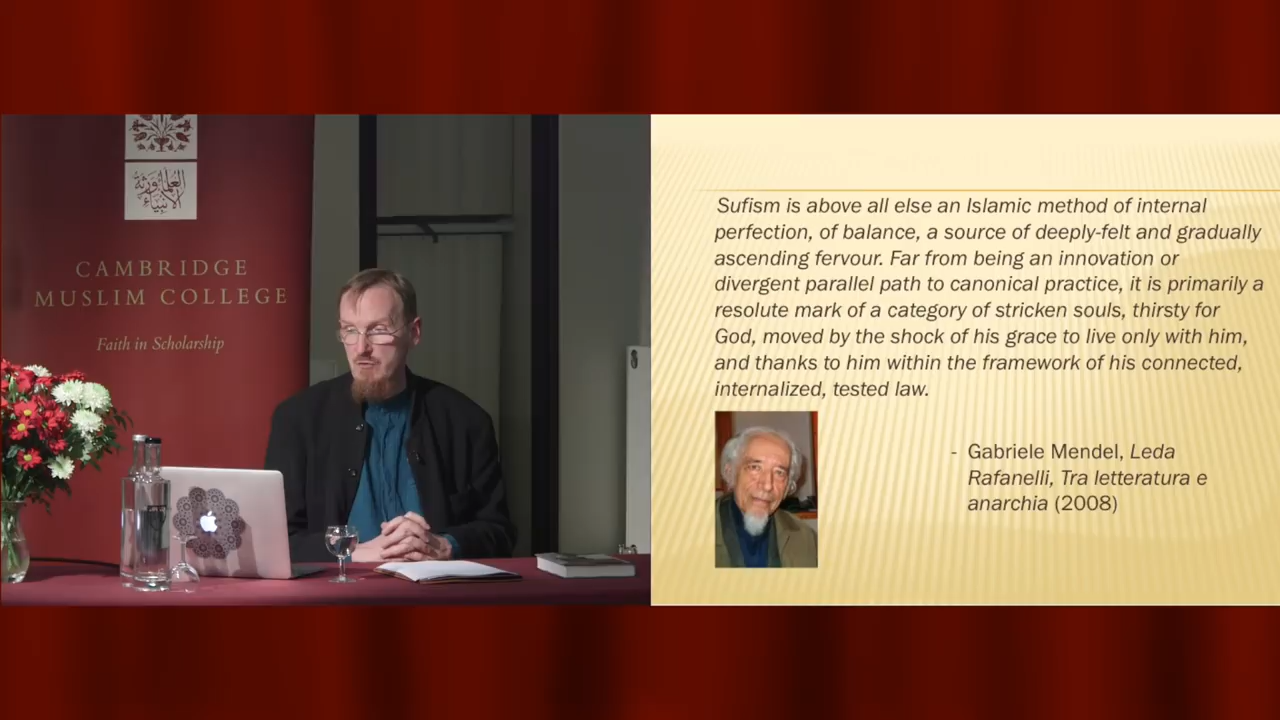 العلماء ورثة
الأنبياء
CAMBRIDGE
MUSLIM COLLEGE
Faith in Scholarship
Sufism is above all else an Islamic method of internal
perfection, of balance, a source of deeply-felt and gradually
ascending fervour. Far from being an innovation or
divergent parallel path to canonical practice, it is primarily a
resolute mark of a category of stricken souls, thirsty for
God, moved by the shock of his grace to live only with him,
and thanks to him within the framework of his connected,
internalized, tested law.
- Gabriele Mendel, Leda
Rafanelli, Tra letteratura e
anarchia (2008)